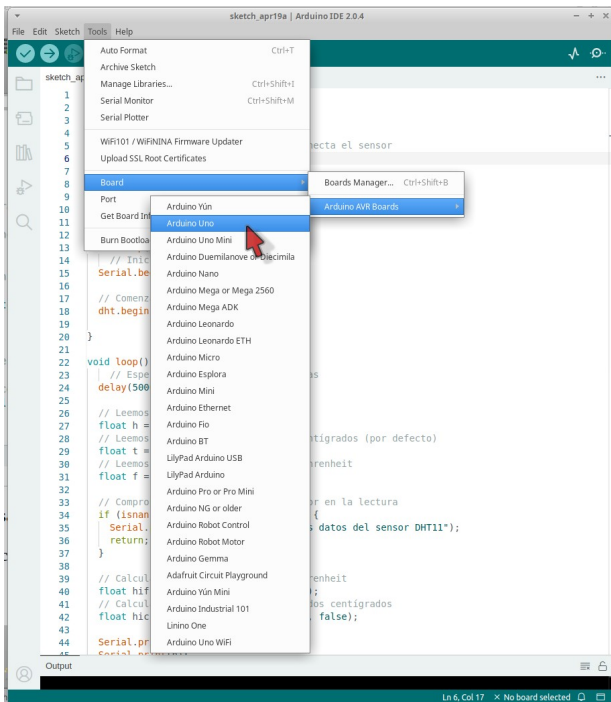 sketch_apr19a | Arduino IDE 2.0.4
File Edit Sketch Tools Help
sketch_ap
Auto Format Ctrl+T
Archive Sketch
Manage Libraries... Ctrl+Shift+I
Serial Monitor Ctrl+Shift+M
Serial Plotter
WiFi101 / WiFiNINA Firmware Updater
Upload SSL Root Certificates
Board
Port
Get Board Inf
Burn Bootloa
Boards Manager... Ctrl+Shift+B
Arduino AVR Boards
Arduino Yún
Arduino Uno
Arduino Uno Mini
Arduino Duemilanove or Diecimila
Arduino Nano
Arduino Mega or Mega 2560
Arduino Mega ADK
Arduino Leonardo
Arduino Leonardo ETH
Arduino Micro
Arduino Esplora
Arduino Mini
Arduino Ethernet
Arduino Fio
Arduino BT
LilyPad Arduino USB
LilyPad Arduino
Arduino Pro or Pro Mini
Arduino NG or older
Arduino Robot Control
Arduino Robot Motor
Arduino Gemma
Adafruit Circuit Playground
Arduino Yún Mini
Arduino Industrial 101
Linino One
Arduino Uno WiFi
1
2
3
4
5 necta el sensor
6
7
8
9
10
11
12
13
14 // Inic
15 Serial.be
16
17 // Comenz
18 dht.begin
19
20 }
21
22 void loop()
23 // Espe as
24 delay(500
25
26 // Leemos
27 float h =
28 // Leemos ntígrados (por defecto)
29 float t =
30 // Leemos hrenheit
31 float f =
32
33 // Compro or en la lectura
34 if (isnan {
35 Serial. s datos del sensor DHT11");
36 return;
37 }
38
39 // Calcul renheit
40 float hif );
41 // Calcul dos centígrados
42 float hic , false);
43
44 Serial.pr
45 Serial.pr
Output
Ln 6, Col 17 × No board selected